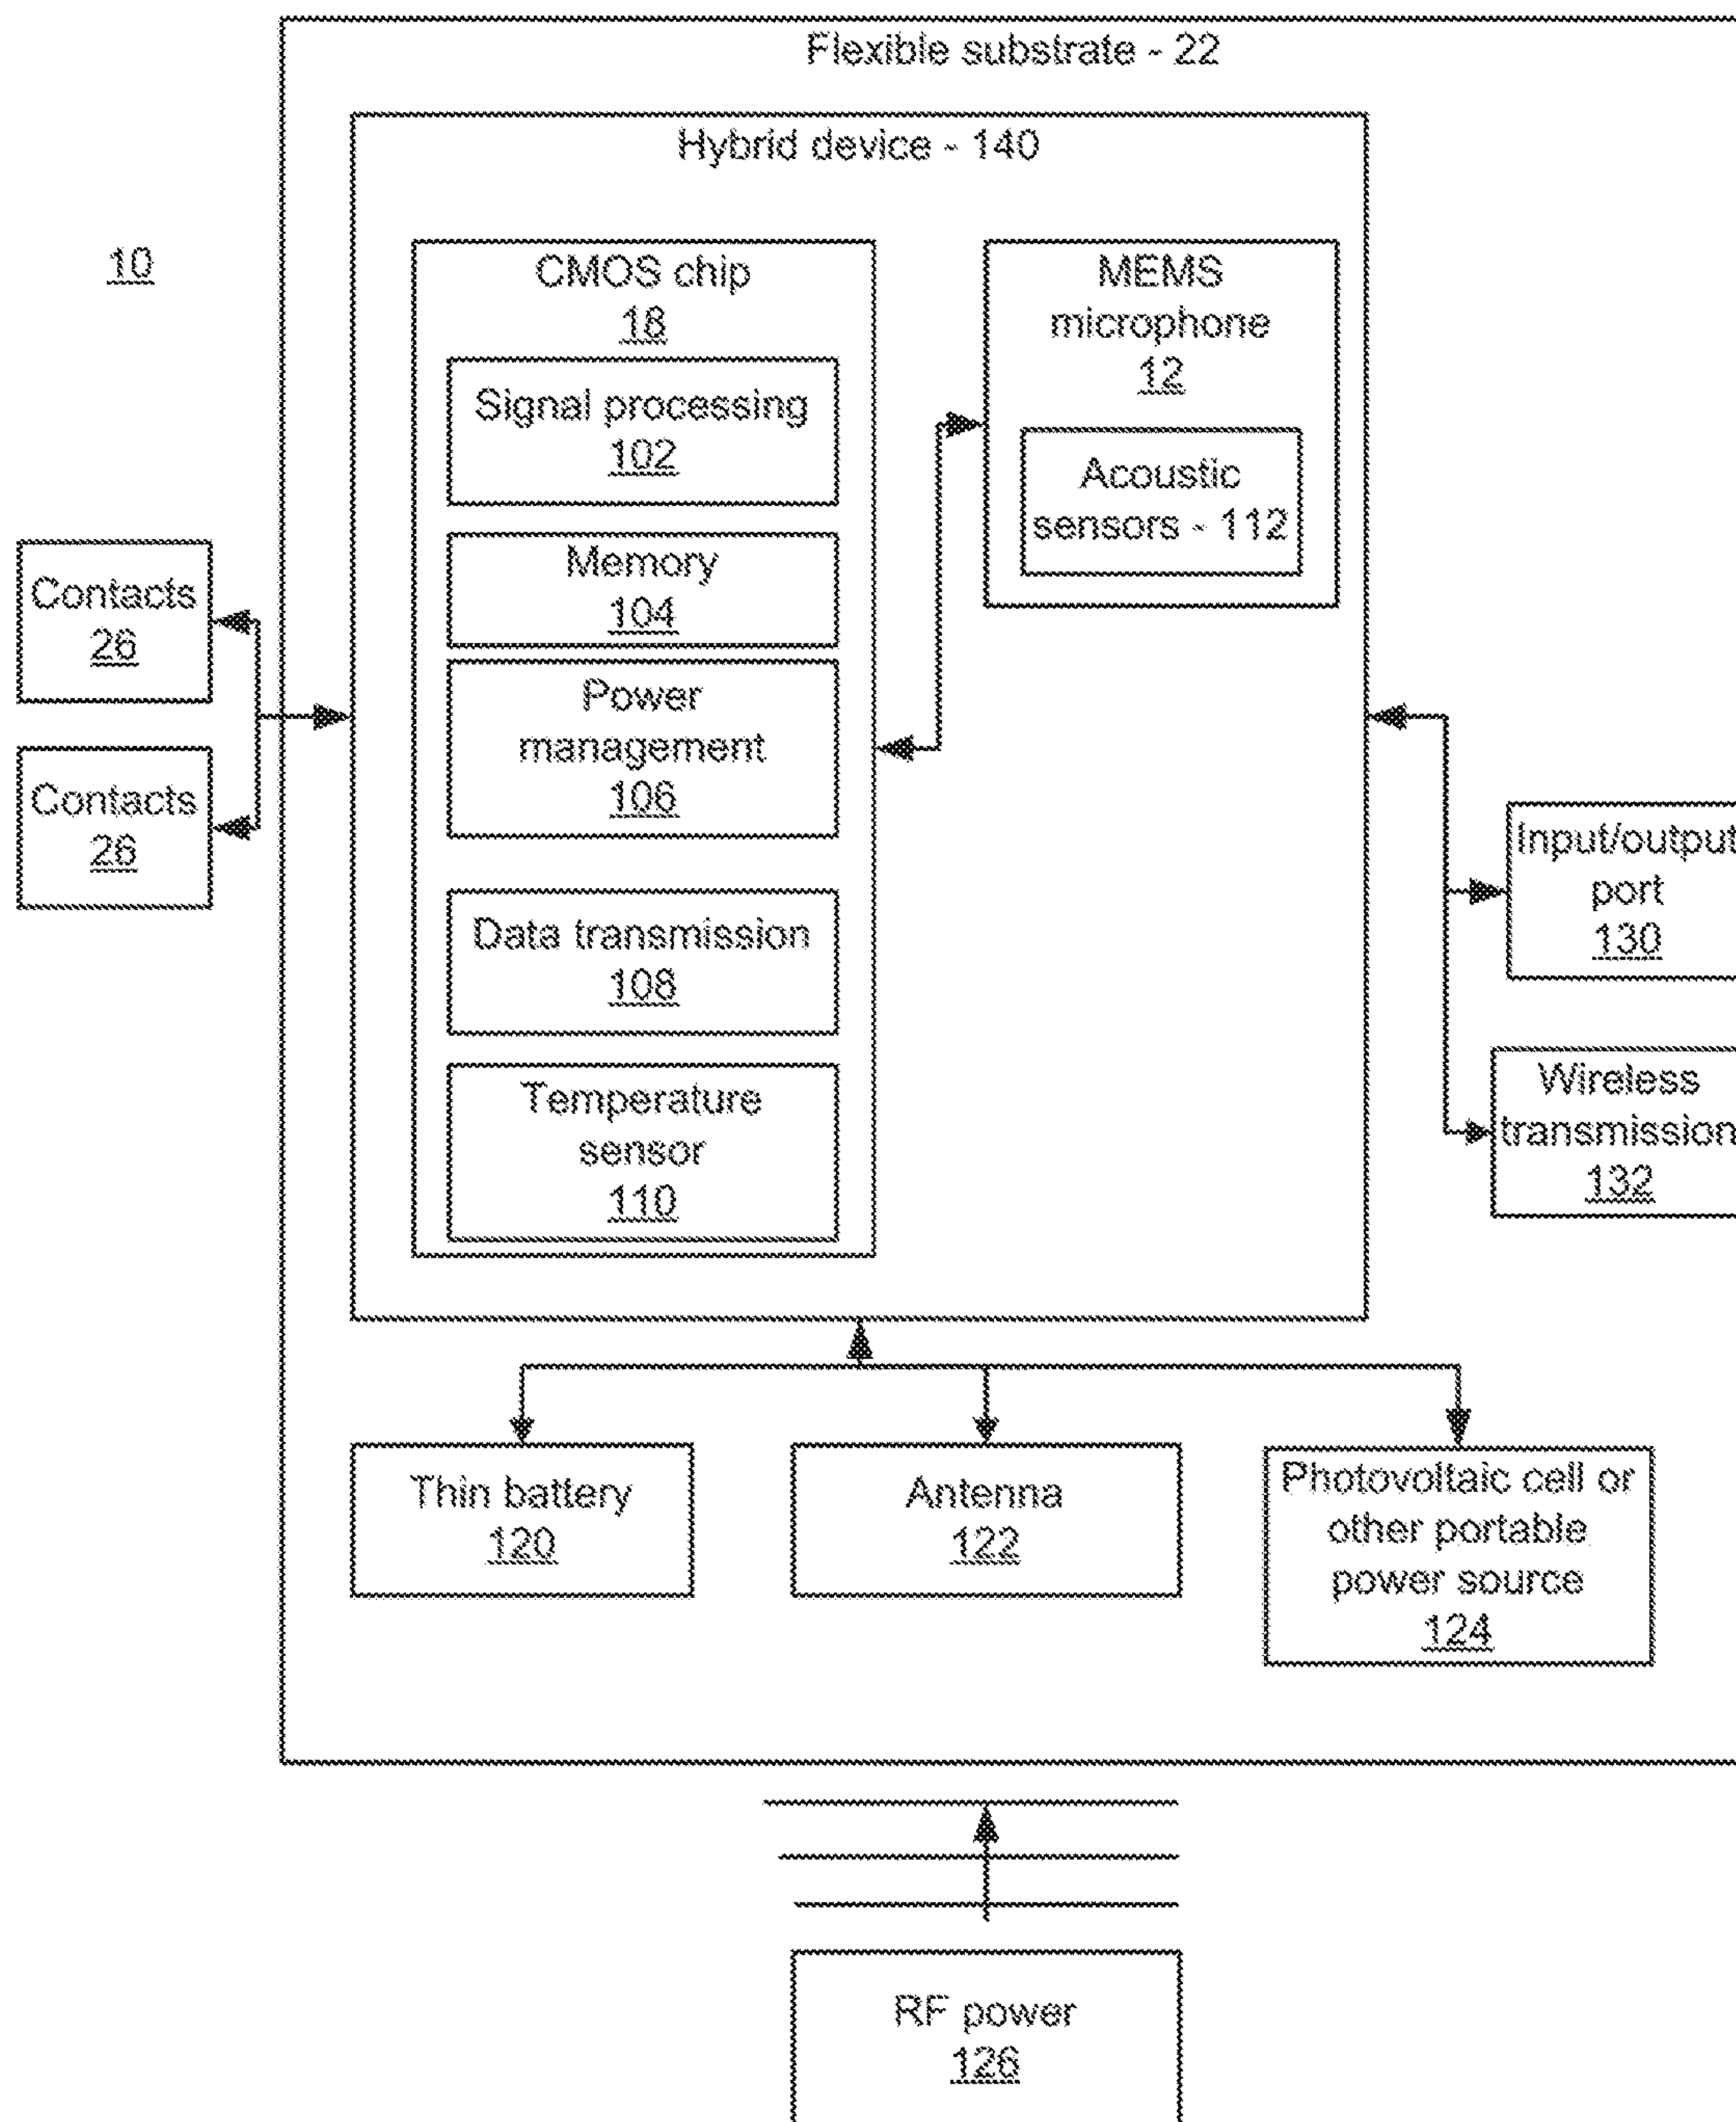 Flexible substrate - 22
Hybrid device - 140
10
CMOS chip
18
Signal processing
102
Memory
104
Power
management
106
Data transmission
108
Temperature
sensor
110
MEMS
microphone
12
Acoustic
sensors - 112
Contacts
26
Contacts
26
Input/output
port
130
Wireless
transmission
132
Thin battery
120
Antenna
122
Photovoltaic cell or
other portable
power source
124
RF power
126